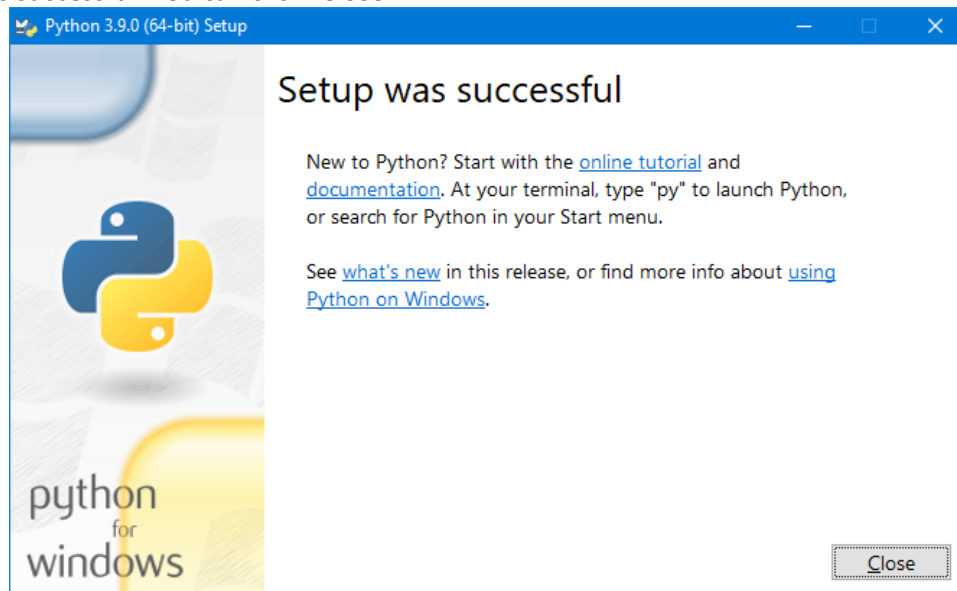 Python 3.9.0 (64-bit) Setup
Setup was successful
New to Python? Start with the online tutorial and
documentation. At your terminal, type "py" to launch Python,
or search for Python in your Start menu.
See what's new in this release, or find more info about using
Python on Windows.
python
for
windows
Close